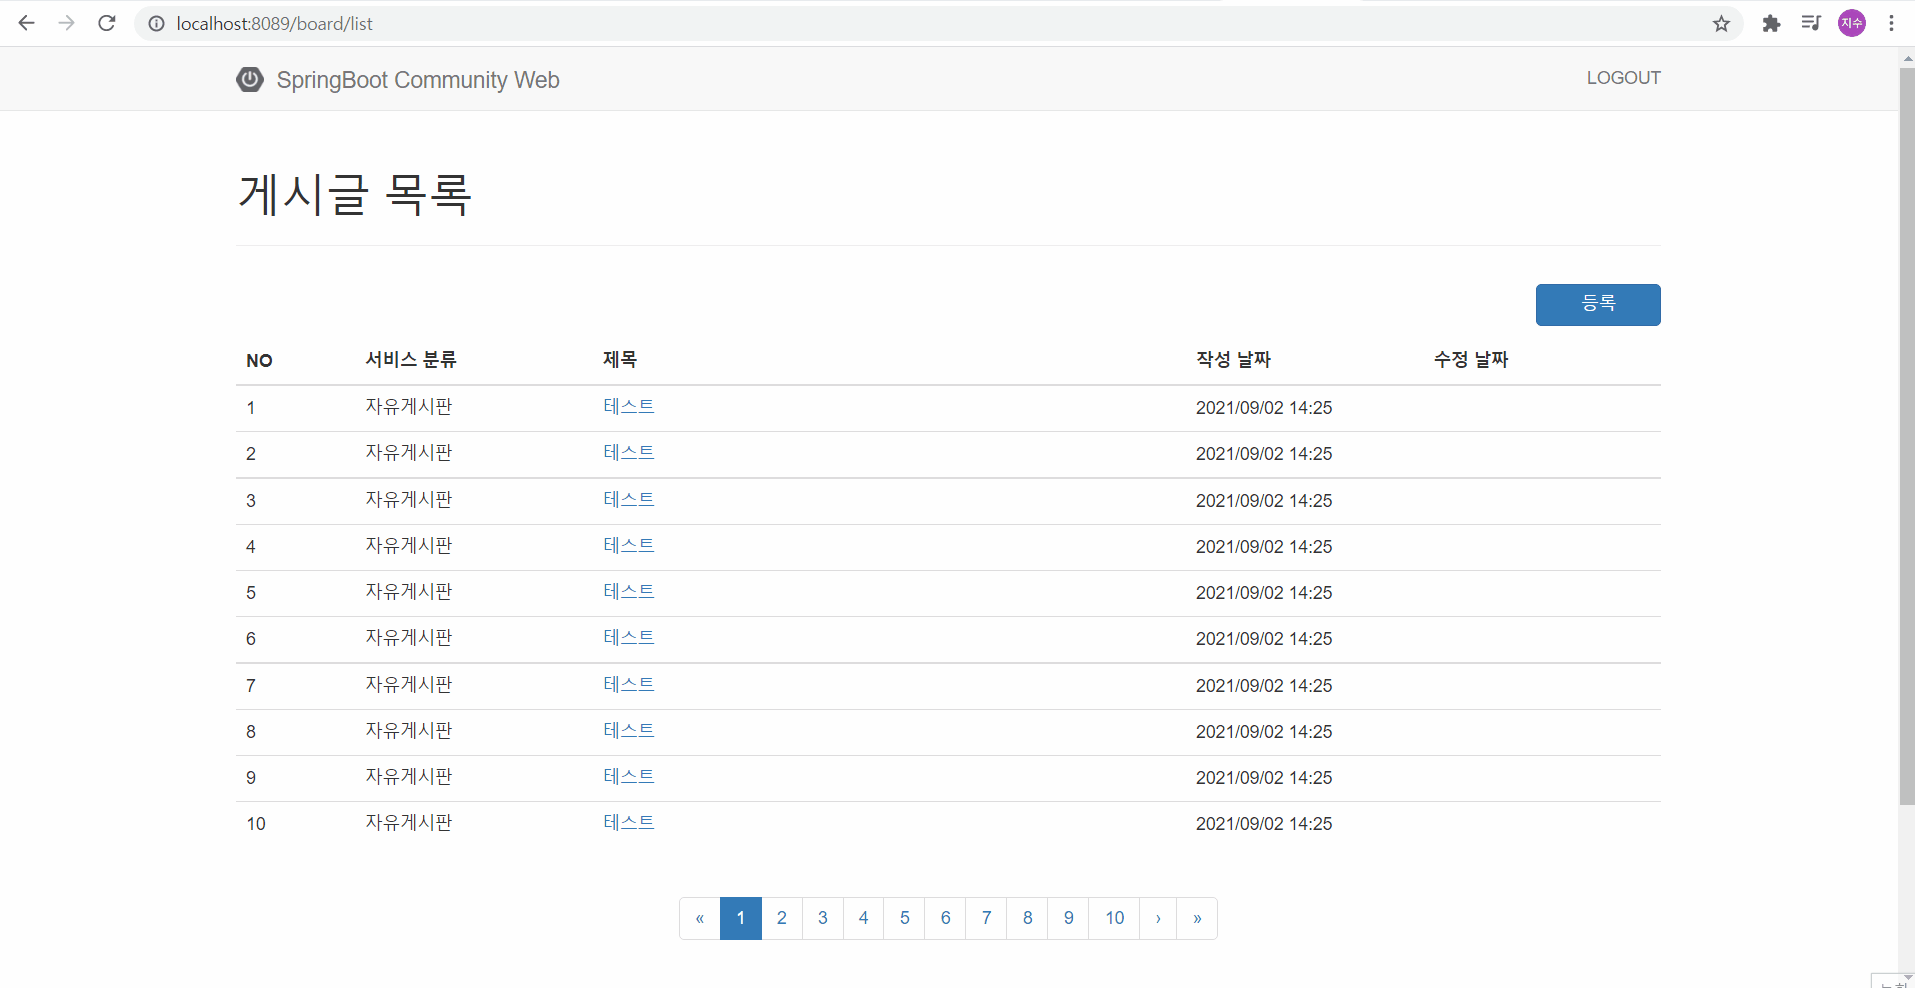 localhost:8089/board/list
지수
SpringBoot Community Web
LOGOUT
게시글 목록
등록
NO 서비스 분류 제목 작성 날짜 수정 날짜
1 자유게시판 테스트 2021/09/02 14:25
2 자유게시판 테스트 2021/09/02 14:25
3 자유게시판 테스트 2021/09/02 14:25
4 자유게시판 테스트 2021/09/02 14:25
5 자유게시판 테스트 2021/09/02 14:25
6 자유게시판 테스트 2021/09/02 14:25
7 자유게시판 테스트 2021/09/02 14:25
8 자유게시판 테스트 2021/09/02 14:25
9 자유게시판 테스트 2021/09/02 14:25
10 자유게시판 테스트 2021/09/02 14:25
« 1 2 3 4 5 6 7 8 9 10 › »